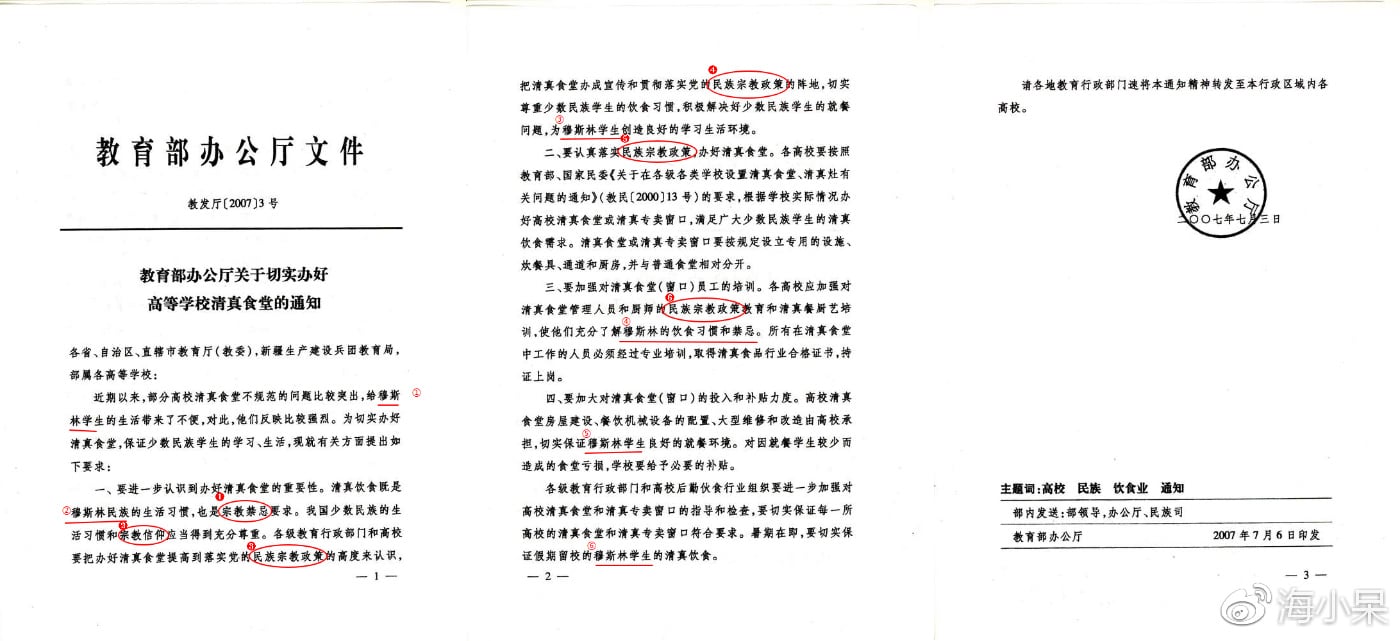 教育部办公厅文件
教发厅〔2007〕3号
教育部办公厅关于切实办好
高等学校清真食堂的通知
各省、自治区、直辖市教育厅(教委),新疆生产建设兵团教育局,
部属各高等学校:
近期以来,部分高校清真食堂不规范的问题比较突出,给穆斯 ①
林学生的生活带来了不便,对此,他们反映比较强烈。为切实办好
清真食堂,保证少数民族学生的学习、生活,现就有关方面提出如
下要求:
一、要进一步认识到办好清真食堂的重要性。清真饮食既是
❶
②穆斯林民族的生活习惯,也是宗教禁忌要求。我国少数民族的生
活习惯和宗教信仰应当得到充分尊重。各级教育行政部门和高校
要把办好清真食堂提高到落实党的民族宗教政策的高度来认识,
— 1 —
❹
把清真食堂办成宣传和贯彻落实党的民族宗教政策的阵地,切实
尊重少数民族学生的饮食习惯,积极解决好少数民族学生的就餐
③
问题,为穆斯林学生创造良好的学习生活环境。
❺
二、要认真落实民族宗教政策,办好清真食堂。各高校要按照
教育部、国家民委《关于在各级各类学校设置清真食堂、清真灶有
关问题的通知》(教民〔2000〕13号)的要求,根据学校实际情况办
好高校清真食堂或清真专卖窗口,满足广大少数民族学生的清真
饮食需求。清真食堂或清真专卖窗口要按规定设立专用的设施、
炊餐具、通道和厨房,并与普通食堂相对分开。
三、要加强对清真食堂(窗口)员工的培训。各高校应加强对
❻
清真食堂管理人员和厨师的民族宗教政策教育和清真餐厨艺培
④
训,使他们充分了解穆斯林的饮食习惯和禁忌。所有在清真食堂
中工作的人员必须经过专业培训,取得清真食品行业合格证书,持
证上岗。
四、要加大对清真食堂(窗口)的投入和补贴力度。高校清真
食堂房屋建设、餐饮机械设备的配置、大型维修和改造由高校承
⑤
担,切实保证穆斯林学生良好的就餐环境。对因就餐学生较少而
造成的食堂亏损,学校要给予必要的补贴。
各级教育行政部门和高校后勤伙食行业组织要进一步加强对
高校清真食堂和清真专卖窗口的指导和检查,要切实保证每一所
高校的清真食堂和清真专卖窗口符合要求。暑期在即,要切实保
⑥
证假期留校的穆斯林学生的清真饮食。
— 2 —
请各地教育行政部门速将本通知精神转发至本行政区域内各
高校。
教育部办公厅
二〇〇七年七月三日
主题词:高校 民族 饮食业 通知
部内发送:部领导,办公厅、民族司
教育部办公厅 2007年7月6日印发
— 3 —
海小呆